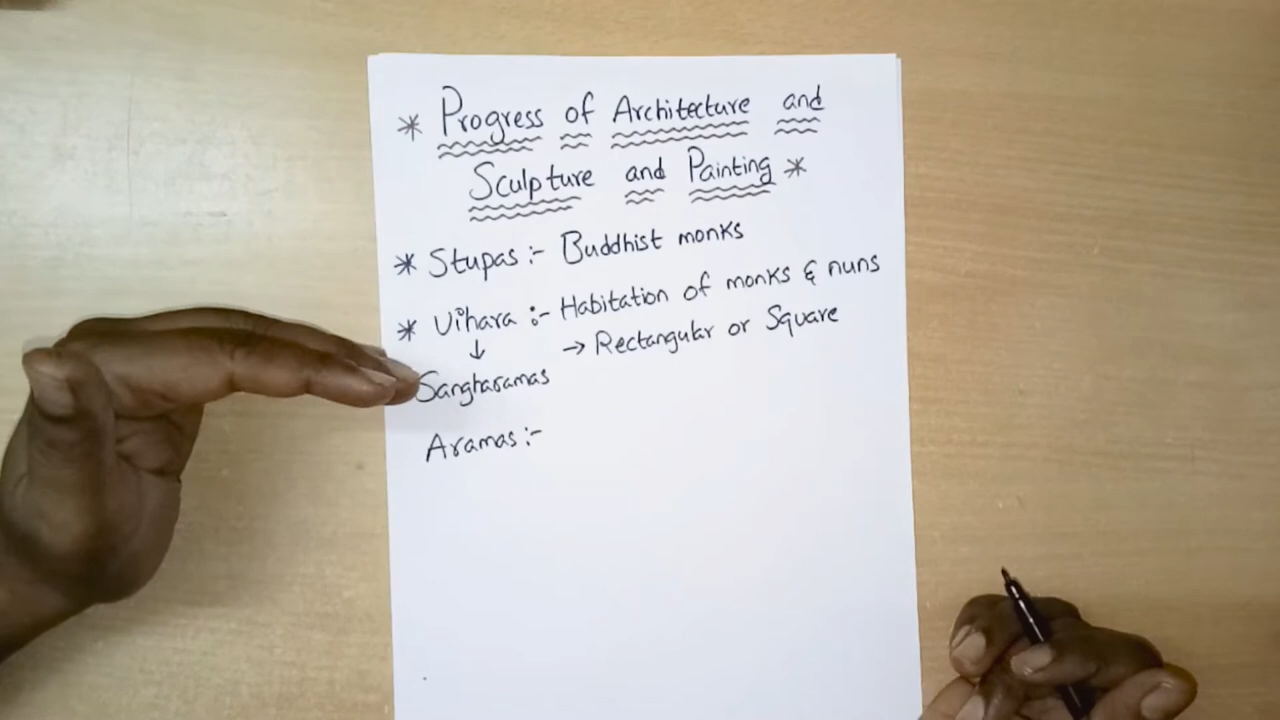 * Progress of Architecture and
Sculpture and Painting *
* Stupas :- Buddhist monks
* Vihara :- Habitation of monks & nuns
↓ → Rectangular or Square
Sangharamas
Aramas :-